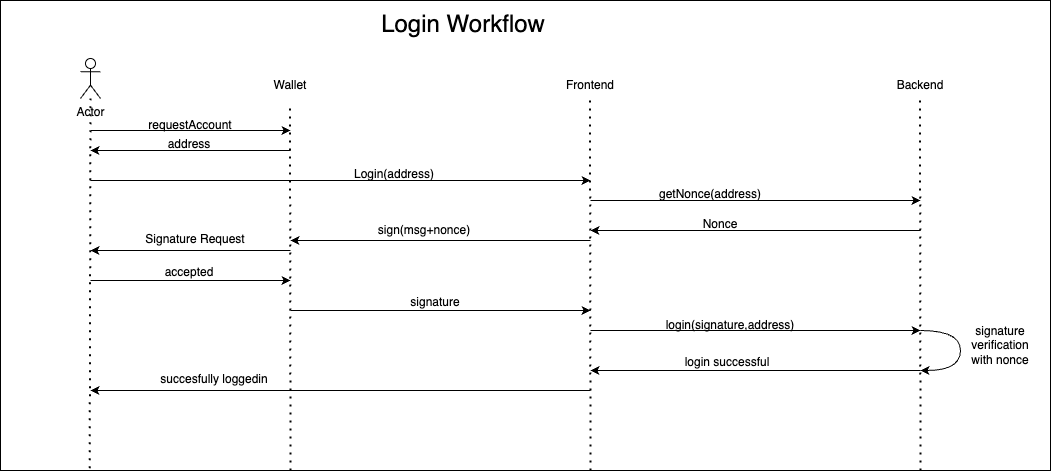 Login Workflow
Actor
Wallet
Frontend
Backend
requestAccount
address
Login(address)
getNonce(address)
Nonce
sign(msg+nonce)
Signature Request
accepted
signature
login(signature,address)
signature
verification
with nonce
login successful
succesfully loggedin